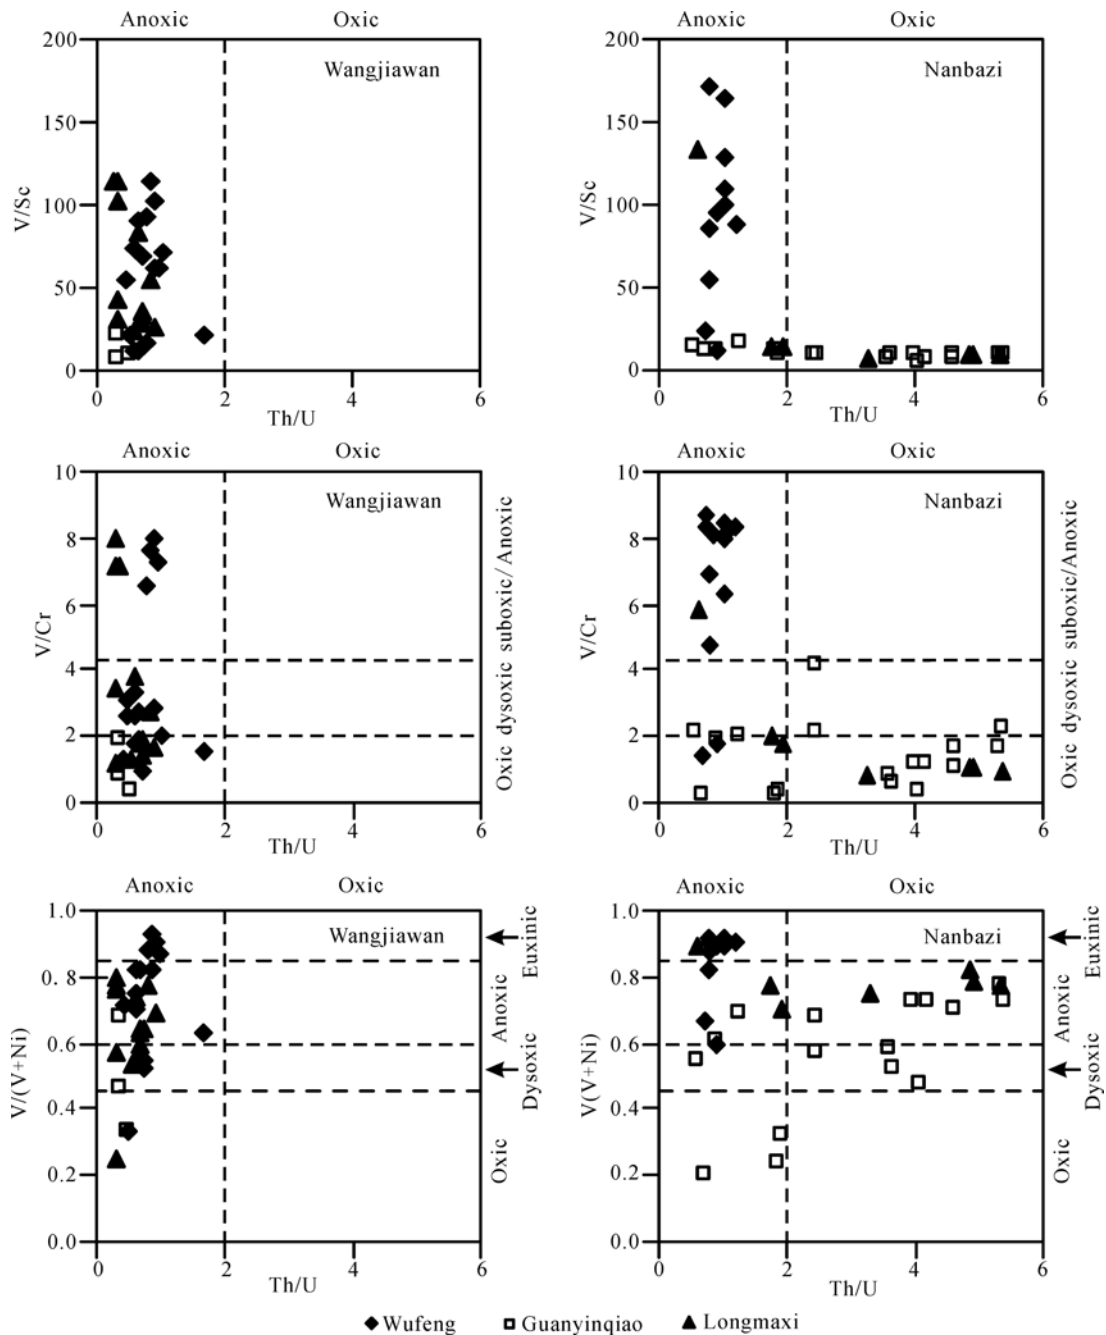 Anoxic Oxic
200
150
100
50
0
V/Sc
Wangjiawan
0 2 4 6
Th/U
Anoxic Oxic
200
150
100
50
0
V/Sc
Nanbazi
0 2 4 6
Th/U
Anoxic Oxic
10
8
6
4
2
0
V/Cr
Wangjiawan
Oxic dysoxic suboxic/Anoxic
0 2 4 6
Th/U
Anoxic Oxic
10
8
6
4
2
0
V/Cr
Nanbazi
Oxic dysoxic suboxic/Anoxic
0 2 4 6
Th/U
Anoxic Oxic
1.0
0.8
0.6
0.4
0.2
0.0
V/(V+Ni)
Wangjiawan
Euxinic
Anoxic
Dysoxic
Oxic
0 2 4 6
Th/U
Anoxic Oxic
1.0
0.8
0.6
0.4
0.2
0.0
V(V+Ni)
Nanbazi
Euxinic
Anoxic
Dysoxic
Oxic
0 2 4 6
Th/U
Wufeng Guanyinqiao Longmaxi